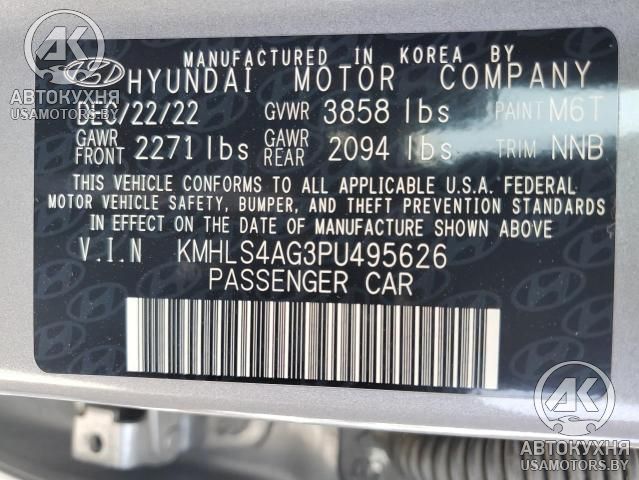 MANUFACTURED IN KOREA BY
HYUNDAI MOTOR COMPANY
DEC/22/22 GVWR 3858 lbs PAINT M6T
GAWR FRONT 2271 lbs GAWR REAR 2094 lbs TRIM NNB
THIS VEHICLE CONFORMS TO ALL APPLICABLE U.S.A. FEDERAL
MOTOR VEHICLE SAFETY, BUMPER, AND THEFT PREVENTION STANDARDS
IN EFFECT ON THE DATE OF MANUFACTURE SHOWN ABOVE.
V.I.N KMHLS4AG3PU495626
PASSENGER CAR
АК
АВТОКУХНЯ
USAMOTORS.BY
АК
АВТОКУХНЯ
USAMOTORS.BY